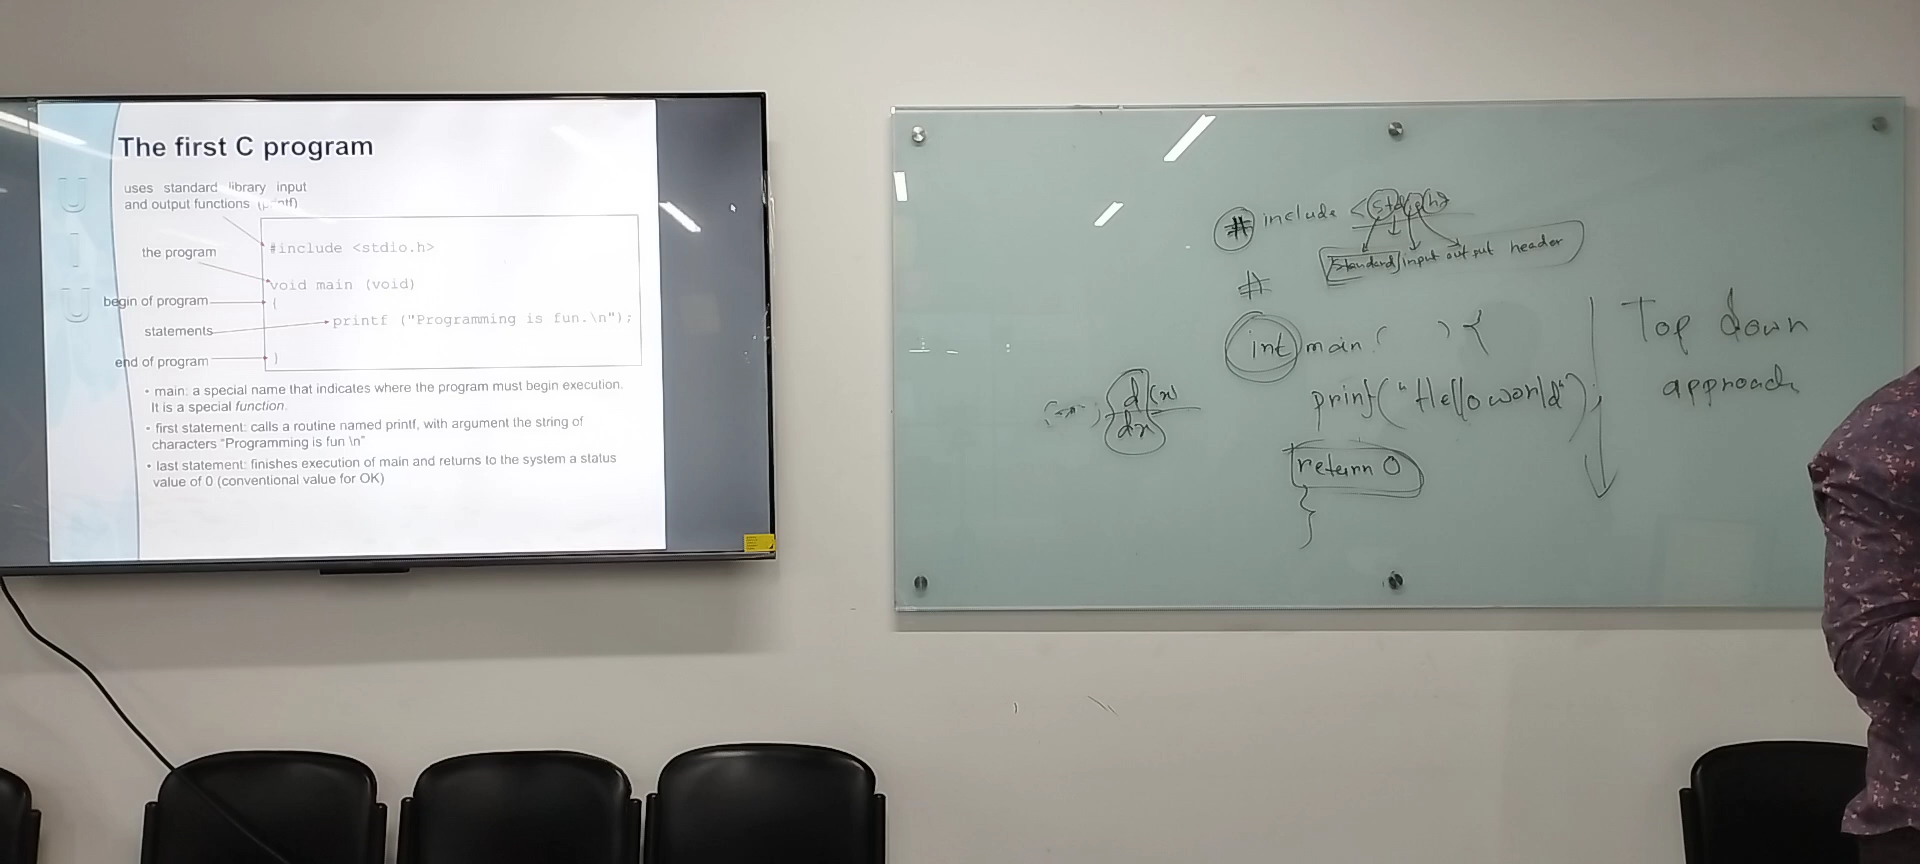 The first C program
uses standard library input
and output functions (printf)
#include <stdio.h>
the program
void main (void)
begin of program
{
statements
printf ("Programming is fun.\n");
end of program
}
• main: a special name that indicates where the program must begin execution.
It is a special function.
• first statement: calls a routine named printf, with argument the string of
characters “Programming is fun \n”
• last statement: finishes execution of main and returns to the system a status
value of 0 (conventional value for OK)
U
I
U
# include <stdio.h>
standard input output header
#
int main ( ) {
printf("Hello world");
return 0
}
d (x)
dx
Top down
approach